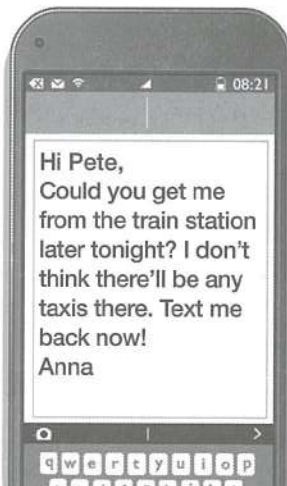 08:21
Hi Pete,
Could you get me
from the train station
later tonight? I don't
think there'll be any
taxis there. Text me
back now!
Anna
q w e r t y u i o p